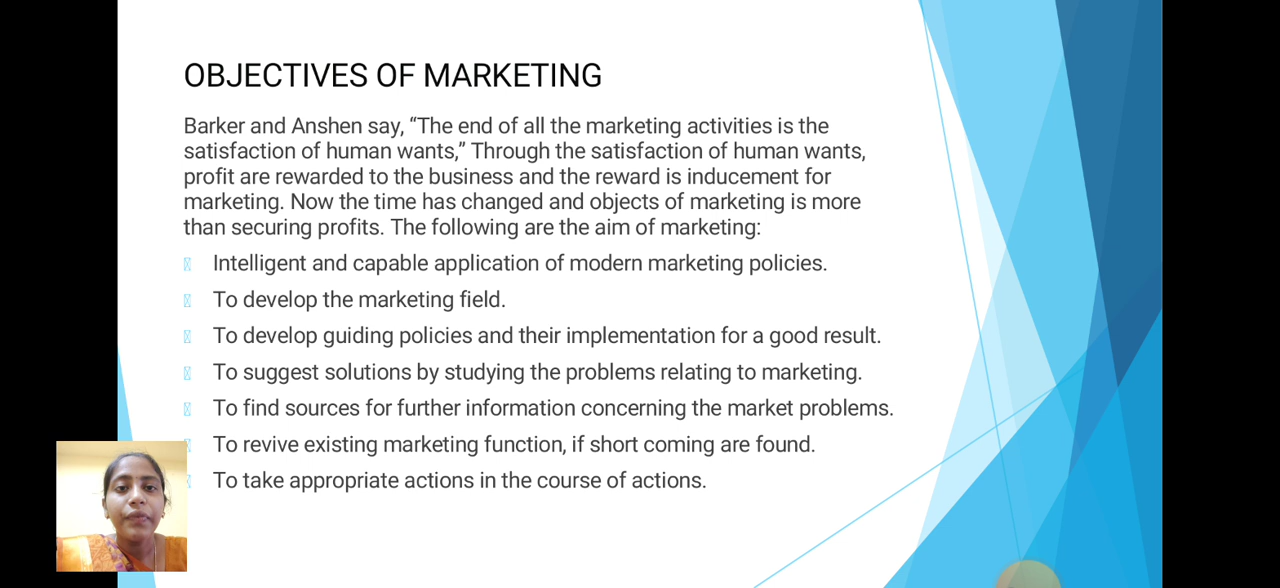 OBJECTIVES OF MARKETING
Barker and Anshen say, “The end of all the marketing activities is the
satisfaction of human wants,” Through the satisfaction of human wants,
profit are rewarded to the business and the reward is inducement for
marketing. Now the time has changed and objects of marketing is more
than securing profits. The following are the aim of marketing:
Intelligent and capable application of modern marketing policies.
To develop the marketing field.
To develop guiding policies and their implementation for a good result.
To suggest solutions by studying the problems relating to marketing.
To find sources for further information concerning the market problems.
To revive existing marketing function, if short coming are found.
To take appropriate actions in the course of actions.